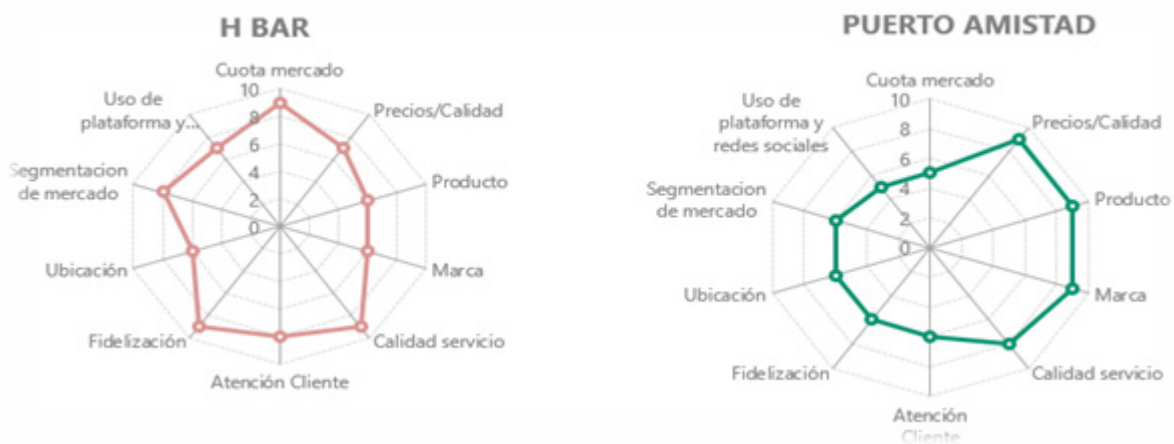 H BAR
Cuota mercado
10
8
6
4
2
0
Precios/Calidad
Producto
Marca
Calidad servicio
Atención Cliente
Fidelización
Ubicación
Segmentacion
de mercado
Uso de
plataforma y...
PUERTO AMISTAD
Cuota mercado
10
8
6
4
2
0
Precios/Calidad
Producto
Marca
Calidad servicio
Atención
Cliente
Fidelización
Ubicación
Segmentacion
de mercado
Uso de
plataforma y
redes sociales